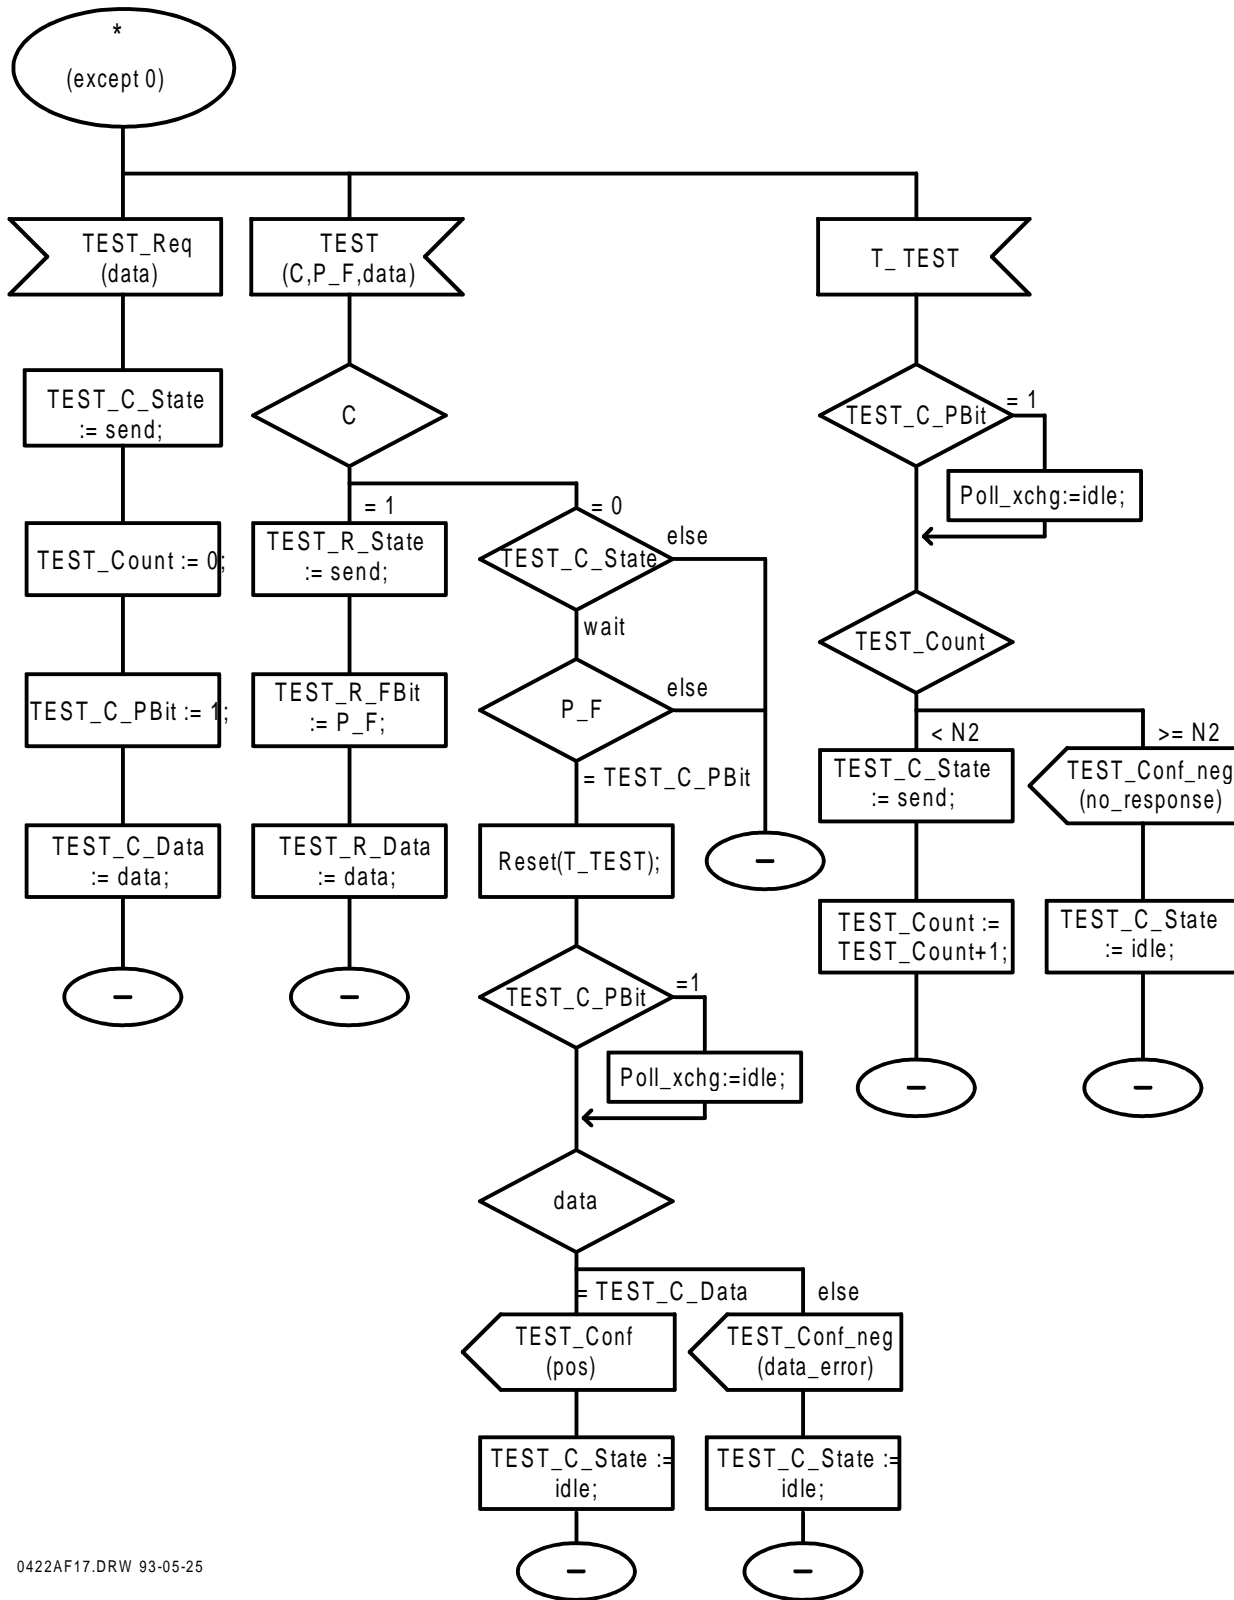 *
(except 0)
TEST_Req
(data)
TEST
(C,P_F,data)
T_ TEST
TEST_C_State
:= send;
C
TEST_C_PBit
= 1
Poll_xchg:=idle;
TEST_Count := 0;
= 1
TEST_R_State
:= send;
= 0
TEST_C_State
else
wait
TEST_Count
TEST_C_PBit := 1;
TEST_R_FBit
:= P_F;
P_F
else
= TEST_C_PBit
< N2
TEST_C_State
:= send;
>= N2
TEST_Conf_neg
(no_response)
TEST_C_Data
:= data;
TEST_R_Data
:= data;
Reset(T_TEST);
–
TEST_Count :=
TEST_Count+1;
TEST_C_State
:= idle;
–
–
TEST_C_PBit
=1
Poll_xchg:=idle;
–
–
data
= TEST_C_Data
else
TEST_Conf
(pos)
TEST_Conf_neg
(data_error)
TEST_C_State :=
idle;
TEST_C_State :=
idle;
–
–
0422AF17.DRW 93-05-25